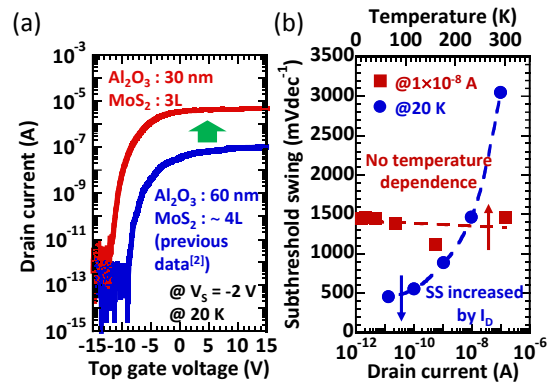 (a)
10⁻³
10⁻⁵
10⁻⁷
10⁻⁹
10⁻¹¹
10⁻¹³
10⁻¹⁵
Drain current (A)
Al₂O₃ : 30 nm
MoS₂ : 3L
Al₂O₃ : 60 nm
MoS₂ : ~ 4L
(previous
data[2])
@ Vₛ = -2 V
@ 20 K
-15 -10 -5 0 5 10 15
Top gate voltage (V)
(b)
Temperature (K)
0 100 200 300
3500
3000
2500
2000
1500
1000
500
0
Subthreshold swing (mVdec⁻¹)
@1×10⁻⁸ A
@20 K
No temperature
dependence
SS increased
by I_D
10⁻¹² 10⁻¹⁰ 10⁻⁸ 10⁻⁶
Drain current (A)